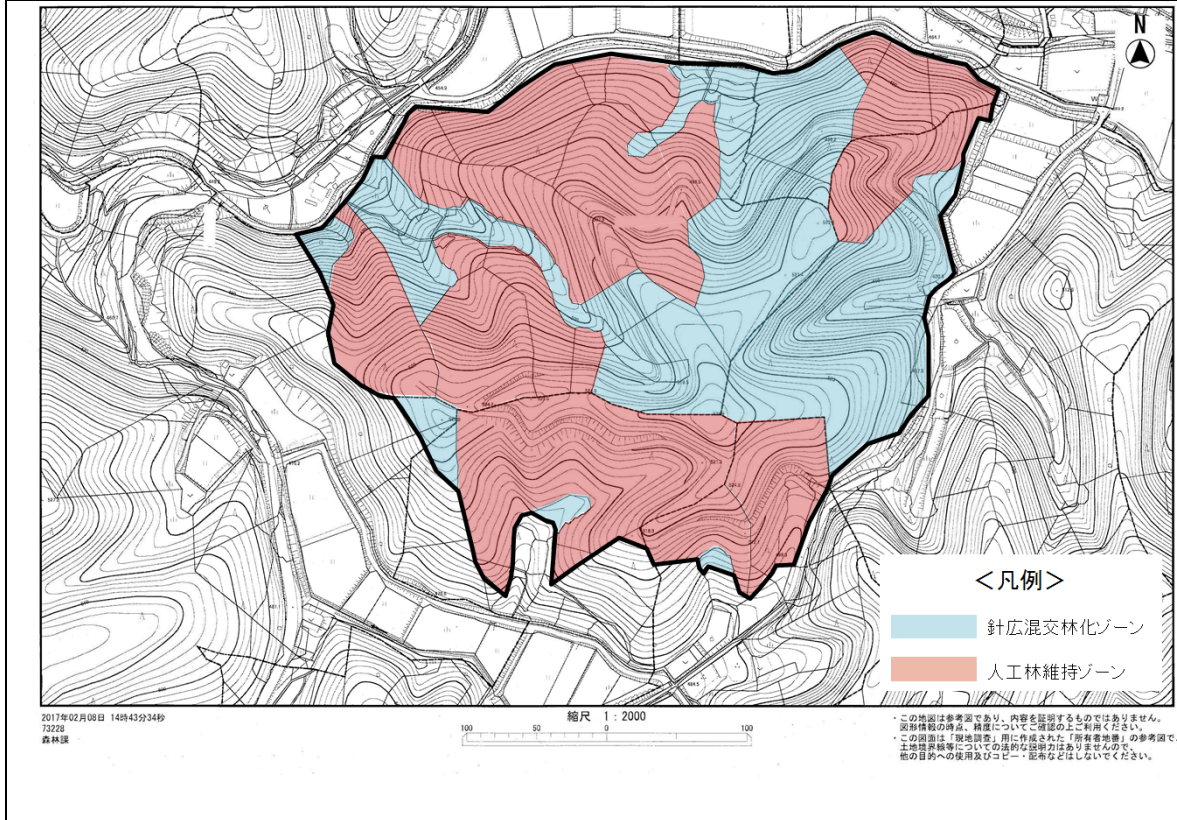 N
＜凡例＞
針広混交林化ゾーン
人工林維持ゾーン
2017年02月08日 14時43分34秒
73228
森林課
縮尺 1：2000
100 50 0 100
・この地図は参考図であり、内容を証明するものではありません。
図形情報の時点、精度についてご確認の上ご利用ください。
・この図面は「現地調査」用に作成された「所有者地番」の参考図で、
土地境界線等についての法的な説明力はありませんので、
他の目的への使用及びコピー・配布などはしないでください。